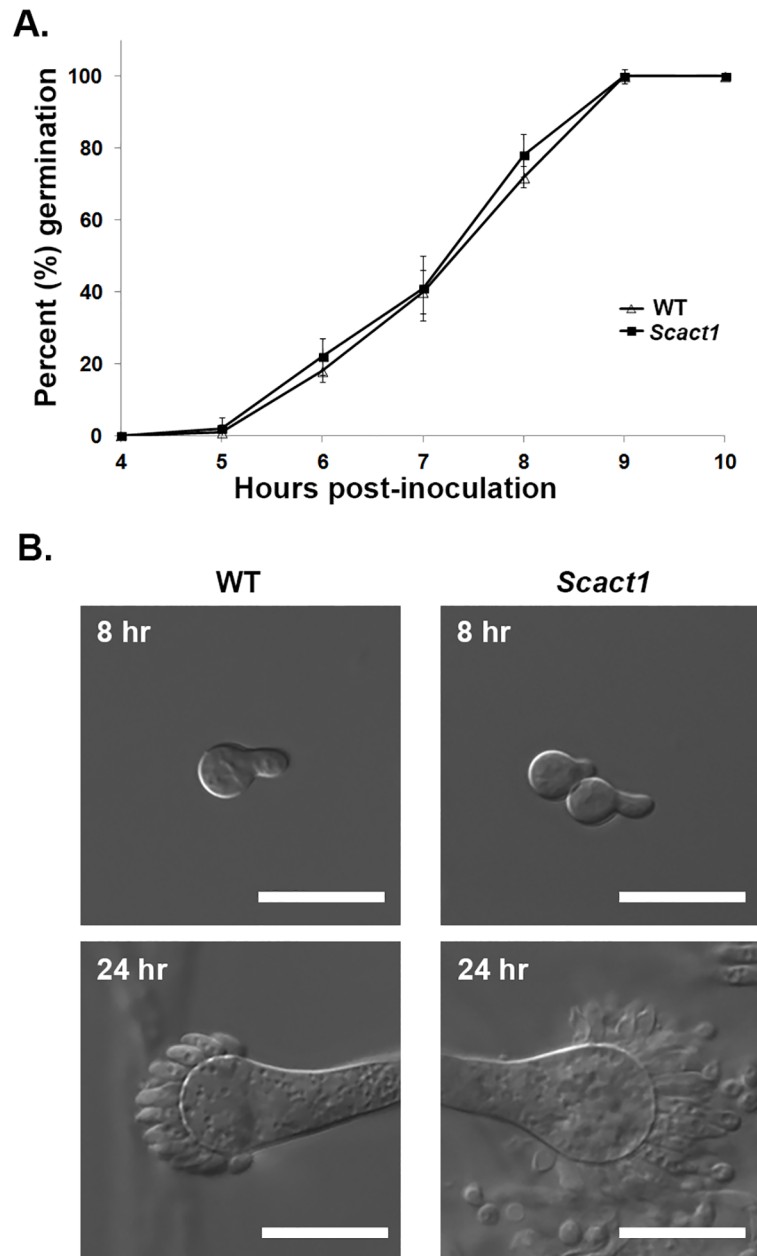 A.
Percent (%) germination
100
80
60
40
20
0
4 5 6 7 8 9 10
Hours post-inoculation
WT
Scact1
B.
WT Scact1
8 hr 8 hr
24 hr 24 hr